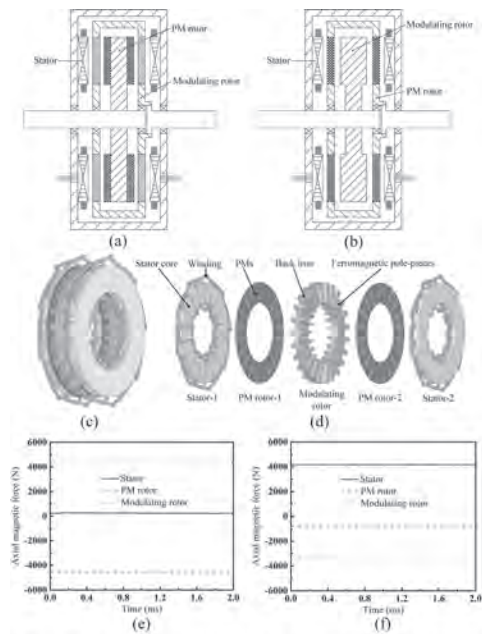 PM rotor
Stator
Modulating rotor
Modulating rotor
Stator
PM rotor
(a)
(b)
Stator core
Winding
PMs
Back iron
Ferromagnetic pole-pieces
(c)
Stator-1
PM rotor-1
Modulating
rotor
PM rotor-2
Stator-2
(d)
Axial magnetic force (N)
6000
4000
2000
0
-2000
-4000
-6000
Stator
PM rotor
Modulating rotor
0.0
0.4
0.8
1.2
1.6
2.0
Time (ms)
(e)
Axial magnetic force (N)
6000
4000
2000
0
-2000
-4000
-6000
Stator
PM rotor
Modulating rotor
0.0
0.4
0.8
1.2
1.6
2.0
Time (ms)
(f)